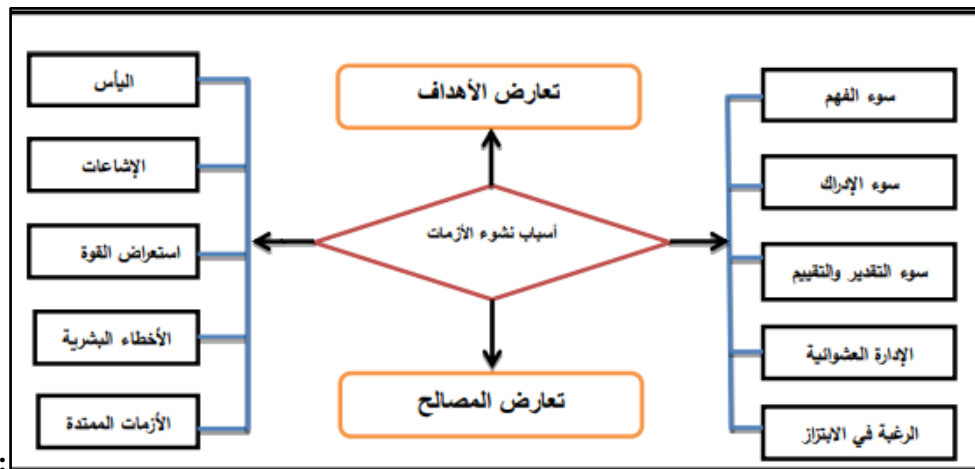 تعارض الأهداف
سوء الفهم
سوء الإدراك
سوء التقدير والتقييم
الإدارة العشوائية
الرغبة في الابتزاز
أسباب نشوء الأزمات
اليأس
الإشاعات
استعراض القوة
الأخطاء البشرية
الأزمات الممتدة
تعارض المصالح
: